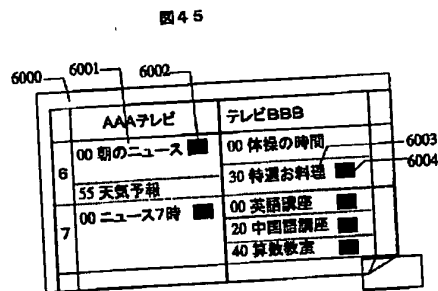 図45
6000 6001 6002
AAAテレビ テレビBBB
6
00 朝のニュース
55 天気予報
00 体操の時間
30 特選お料理
6003
6004
7
00 ニュース7時
00 英語講座
20 中国語講座
40 算数教室